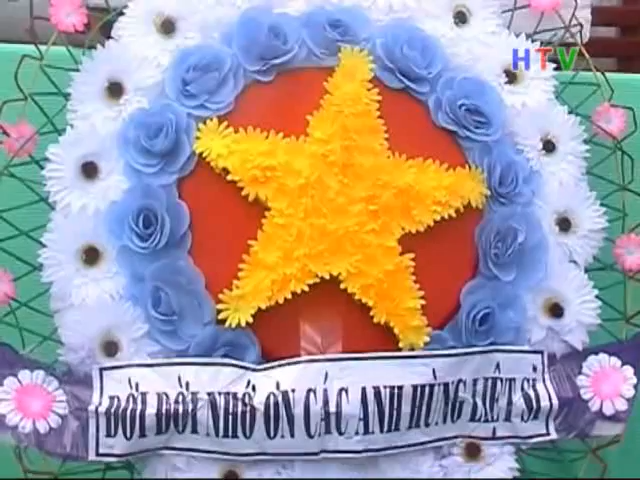 HTV
ĐỜI ĐỜI NHỚ ƠN CÁC ANH HÙNG LIỆT SĨ